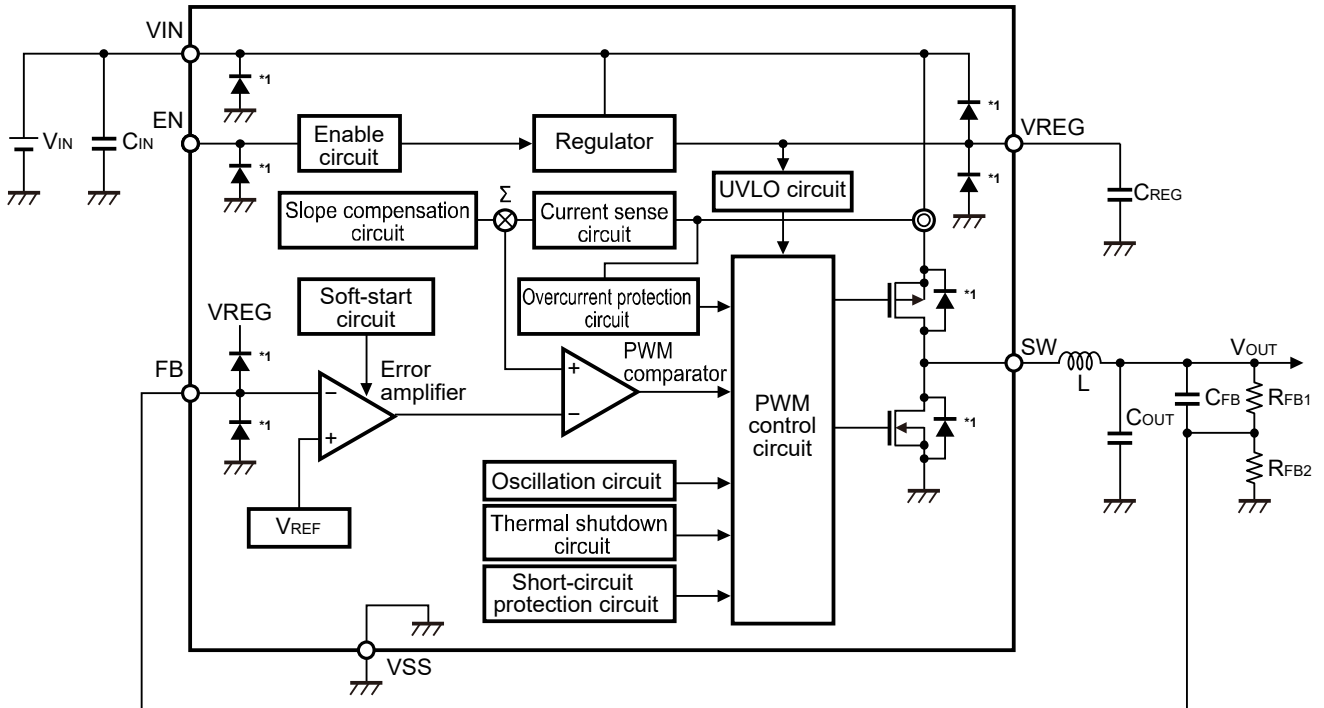 VIN
*1
*1
EN
Enable
circuit
Regulator
*1
VREG
VIN
CIN
*1
UVLO circuit
*1
CREG
Σ
Slope compensation
circuit
Current sense
circuit
Soft-start
circuit
Overcurrent protection
circuit
*1
VREG
*1
FB
Error
amplifier
PWM
comparator
SW
VOUT
L
−
+
+
−
*1
PWM
control
circuit
*1
COUT
CFB
RFB1
RFB2
Oscillation circuit
VREF
Thermal shutdown
circuit
Short-circuit
protection circuit
VSS